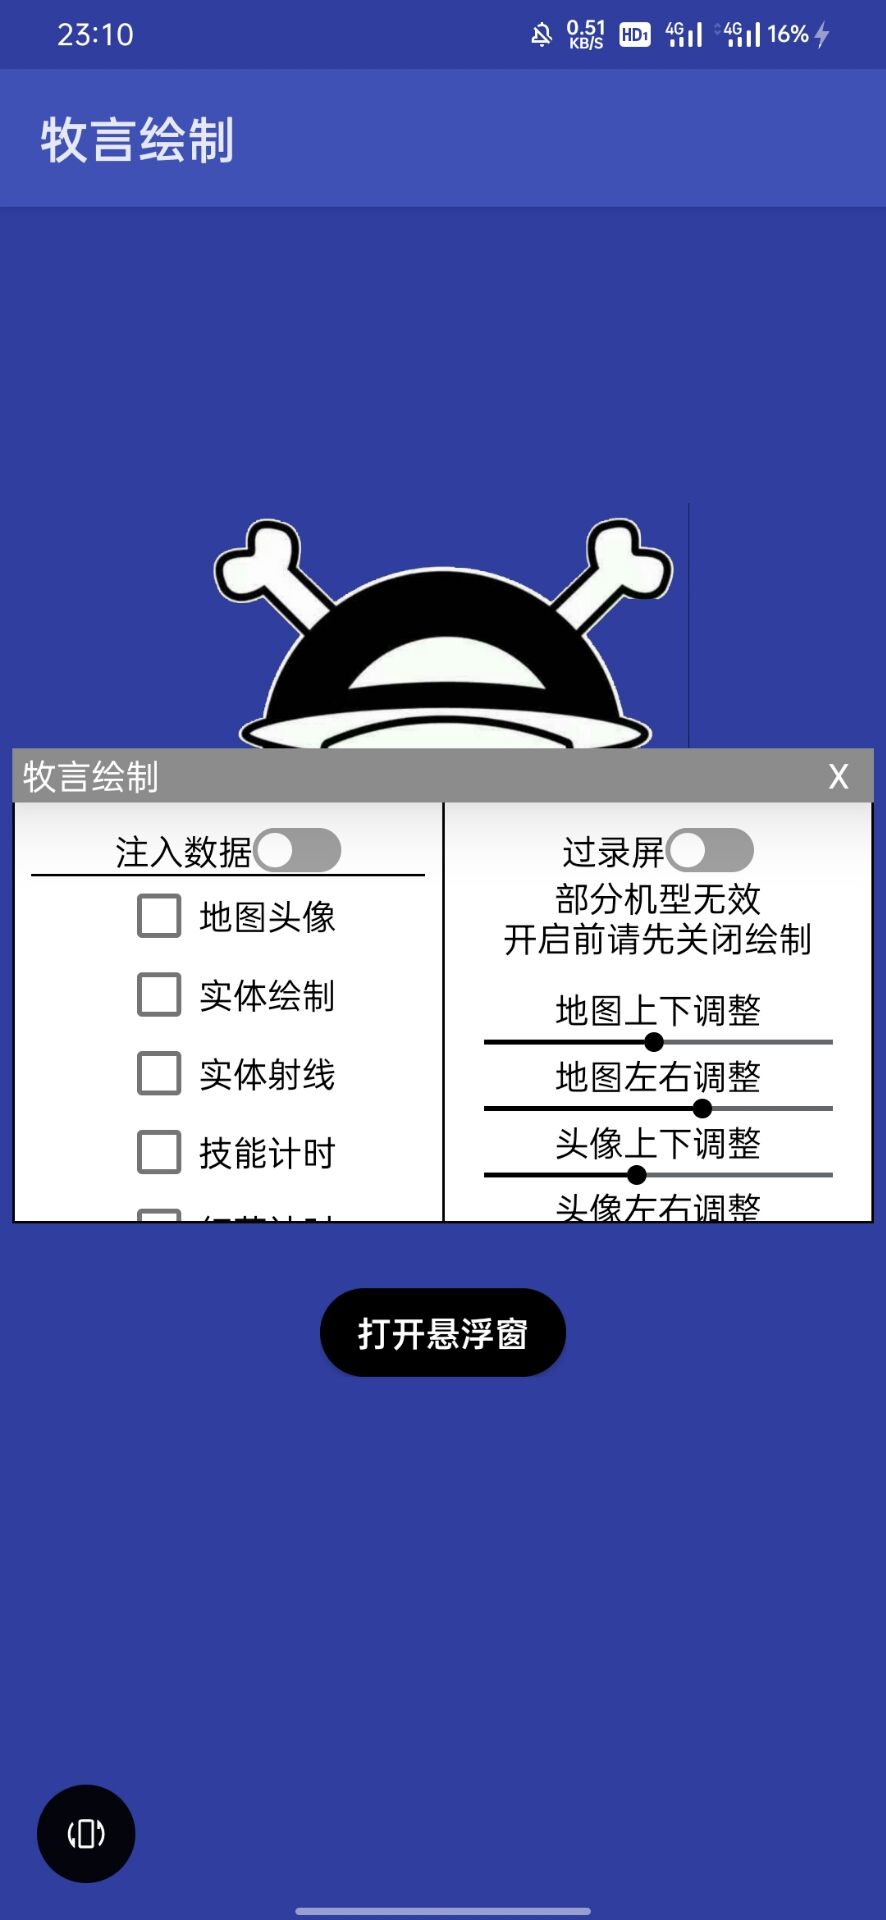 23:10
0.51
KB/S
HD1
4G
4G
16%
牧言绘制
牧言绘制
X
注入数据
地图头像
实体绘制
实体射线
技能计时
过录屏
部分机型无效
开启前请先关闭绘制
地图上下调整
地图左右调整
头像上下调整
头像左右调整
打开悬浮窗